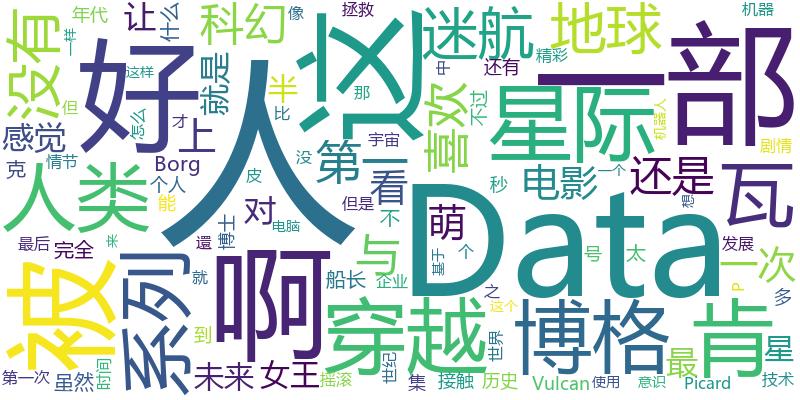 年代
让
什么
科幻
像
拯救
迷航
地球
机器
没有
一样
好
人
这
精彩
一部
但
这样
就是
半
那
还有
中
机器人
感觉
怎么
才
上
比
喜欢
不过
星际
剧情
克
情节
Borg
没
宇宙
第一
看
电影
还是
瓦
人类
个人
能
皮
对
Data
但是
不
秒
一个
想
萌
最后
完全
来
還
博士
电脑
与
基于
个
号
太
发展
一次
被
系列
就
啊
船长
企业
之
这个
穿越
世界
博格
肯
P
多
最
星
第一次
虽然
时间
到
未来
女王
摇滚
世纪
集
接触
历史
Vulcan
使用
意识
Picard
技术